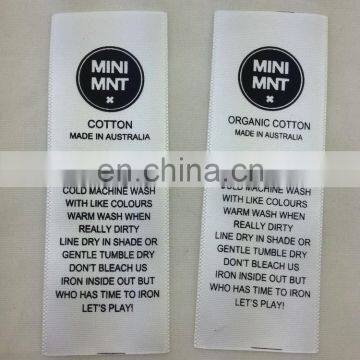 MINI
MNT
x
COTTON
MADE IN AUSTRALIA
COLD MACHINE WASH
WITH LIKE COLOURS
WARM WASH WHEN
REALLY DIRTY
LINE DRY IN SHADE OR
GENTLE TUMBLE DRY
DON'T BLEACH US
IRON INSIDE OUT BUT
WHO HAS TIME TO IRON
LET'S PLAY!
MINI
MNT
x
ORGANIC COTTON
MADE IN AUSTRALIA
COLD MACHINE WASH
WITH LIKE COLOURS
WARM WASH WHEN
REALLY DIRTY
LINE DRY IN SHADE OR
GENTLE TUMBLE DRY
DON'T BLEACH US
IRON INSIDE OUT BUT
WHO HAS TIME TO IRON
LET'S PLAY!
en.china.cn